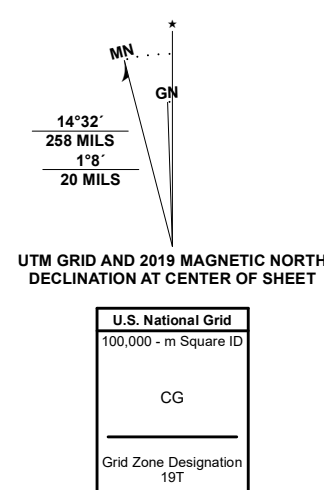 ★
MN
GN
14°32´
258 MILS
1°8´
20 MILS
UTM GRID AND 2019 MAGNETIC NORTH
DECLINATION AT CENTER OF SHEET
U.S. National Grid
100,000 - m Square ID
CG
Grid Zone Designation
19T